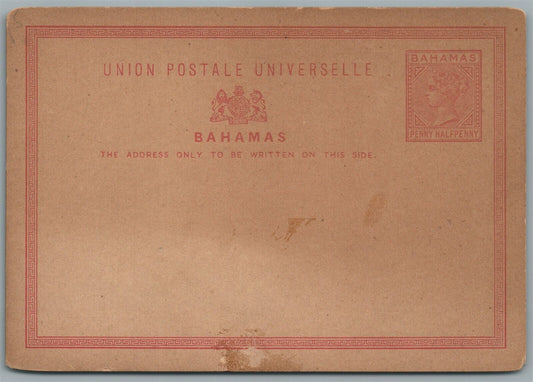 UNION POSTALE UNIVERSELLE
BAHAMAS
THE ADDRESS ONLY TO BE WRITTEN ON THIS SIDE.
BAHAMAS
PENNY HALFPENNY